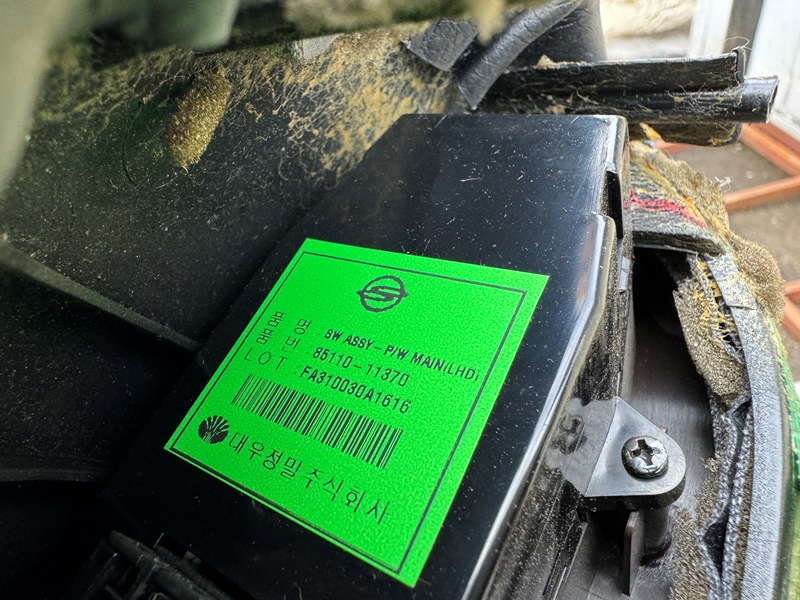 품 명 : SW ASSY-P/W MAIN(LHD)
품 번 : 85110-11370
LOT : FA31003DA1616
대우정밀주식회사